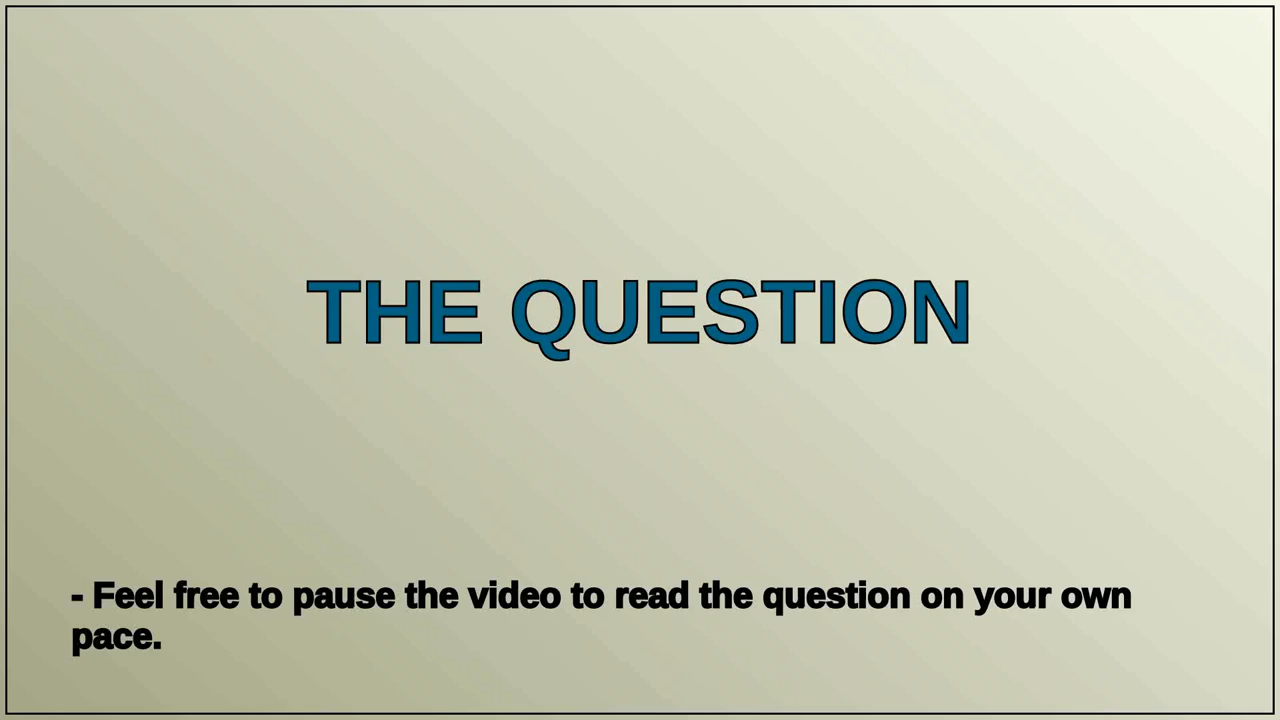 THE QUESTION
- Feel free to pause the video to read the question on your own
pace.